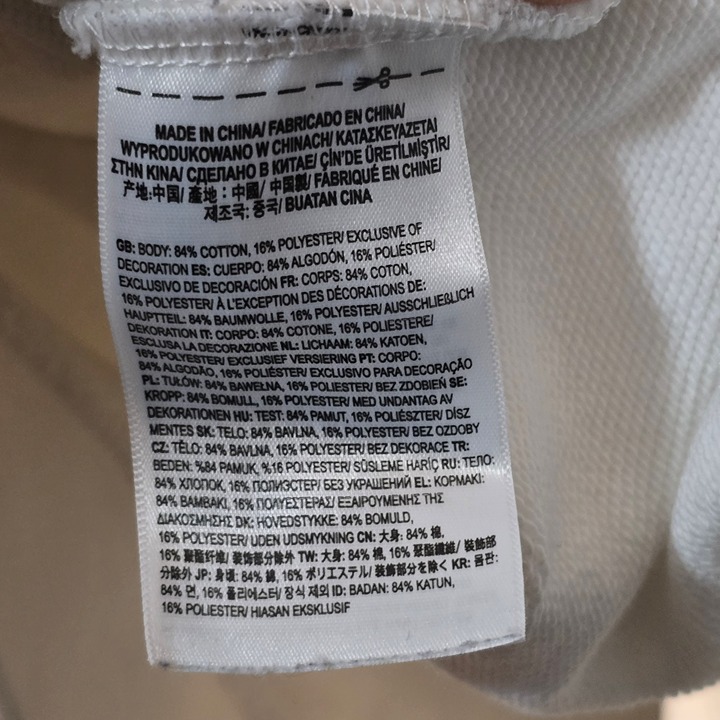 MADE IN CHINA/ FABRICADO EN CHINA/
WYPRODUKOWANO W CHINACH/ ΚΑΤΑΣΚΕΥΑΖΕΤΑΙ
ΣΤΗΝ ΚΙΝΑ/ СДЕЛАНО В КИТАЕ/ ÇİN'DE ÜRETİLMİŞTİR/
产地:中国/ 產地：中國/ 中国製/ FABRIQUÉ EN CHINE/
제조국: 중국/ BUATAN CINA
GB: BODY: 84% COTTON, 16% POLYESTER/ EXCLUSIVE OF
DECORATION ES: CUERPO: 84% ALGODÓN, 16% POLIÉSTER/
EXCLUSIVO DE DECORACIÓN FR: CORPS: 84% COTON,
16% POLYESTER/ À L'EXCEPTION DES DÉCORATIONS DE:
HAUPTTEIL: 84% BAUMWOLLE, 16% POLYESTER/ AUSSCHLIEßLICH
DEKORATION IT: CORPO: 84% COTONE, 16% POLIESTERE/
ESCLUSA LA DECORAZIONE NL: LICHAAM: 84% KATOEN,
16% POLYESTER/ EXCLUSIEF VERSIERING PT: CORPO:
84% ALGODÃO, 16% POLIÉSTER/ EXCLUSIVO PARA DECORAÇÃO
PL: TUŁÓW: 84% BAWEŁNA, 16% POLIESTER/ BEZ ZDOBIEŃ SE:
KROPP: 84% BOMULL, 16% POLYESTER/ MED UNDANTAG AV
DEKORATIONEN HU: TEST: 84% PAMUT, 16% POLIÉSZTER/ DÍSZ
MENTES SK: TELO: 84% BAVLNA, 16% POLYESTER/ BEZ OZDOBY
CZ: TĚLO: 84% BAVLNA, 16% POLYESTER/ BEZ DEKORACE TR:
BEDEN: %84 PAMUK, %16 POLYESTER/ SÜSLEME HARİÇ RU: ТЕЛО:
84% ХЛОПОК, 16% ПОЛИЭСТЕР/ БЕЗ УКРАШЕНИЙ EL: ΚΟΡΜΑΚΙ:
84% ΒΑΜΒΑΚΙ, 16% ΠΟΛΥΕΣΤΕΡΑΣ/ ΕΞΑΙΡΟΥΜΕΝΗΣ ΤΗΣ
ΔΙΑΚΟΣΜΗΣΗΣ DK: HOVEDSTYKKE: 84% BOMULD,
16% POLYESTER/ UDEN UDSMYKNING CN: 大身: 84% 棉,
16% 聚酯纤维/ 装饰部分除外 TW: 大身: 84% 棉, 16% 聚酯纖維/ 裝飾部
分除外 JP: 身頃: 84% 綿, 16% ポリエステル/ 装飾部分を除く KR: 몸판:
84% 면, 16% 폴리에스터/ 장식 제외 ID: BADAN: 84% KATUN,
16% POLIESTER/ HIASAN EKSKLUSIF